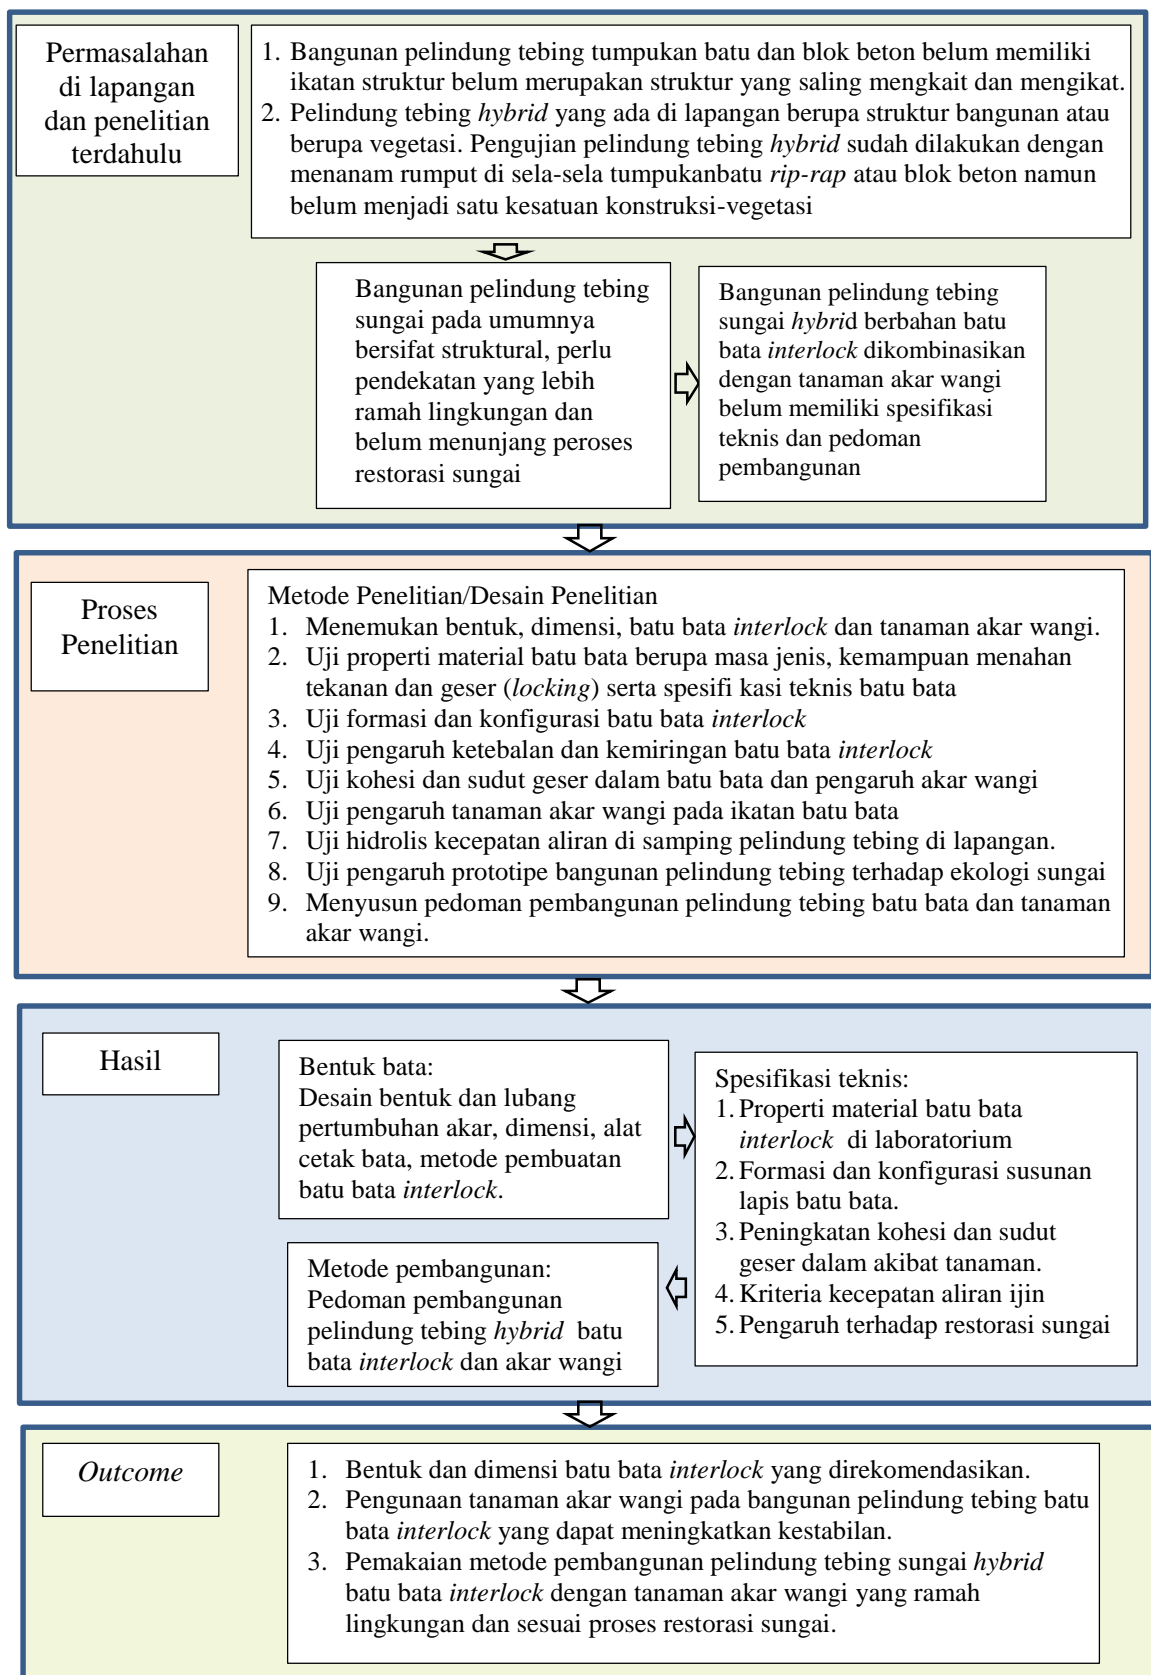 Permasalahan
di lapangan
dan penelitian
terdahulu
1. Bangunan pelindung tebing tumpukan batu dan blok beton belum memiliki
ikatan struktur belum merupakan struktur yang saling mengkait dan mengikat.
2. Pelindung tebing hybrid yang ada di lapangan berupa struktur bangunan atau
berupa vegetasi. Pengujian pelindung tebing hybrid sudah dilakukan dengan
menanam rumput di sela-sela tumpukanbatu rip-rap atau blok beton namun
belum menjadi satu kesatuan konstruksi-vegetasi
Bangunan pelindung tebing
sungai pada umumnya
bersifat struktural, perlu
pendekatan yang lebih
ramah lingkungan dan
belum menunjang peroses
restorasi sungai
Bangunan pelindung tebing
sungai hybrid berbahan batu
bata interlock dikombinasikan
dengan tanaman akar wangi
belum memiliki spesifikasi
teknis dan pedoman
pembangunan
Proses
Penelitian
Metode Penelitian/Desain Penelitian
1. Menemukan bentuk, dimensi, batu bata interlock dan tanaman akar wangi.
2. Uji properti material batu bata berupa masa jenis, kemampuan menahan
tekanan dan geser (locking) serta spesifi kasi teknis batu bata
3. Uji formasi dan konfigurasi batu bata interlock
4. Uji pengaruh ketebalan dan kemiringan batu bata interlock
5. Uji kohesi dan sudut geser dalam batu bata dan pengaruh akar wangi
6. Uji pengaruh tanaman akar wangi pada ikatan batu bata
7. Uji hidrolis kecepatan aliran di samping pelindung tebing di lapangan.
8. Uji pengaruh prototipe bangunan pelindung tebing terhadap ekologi sungai
9. Menyusun pedoman pembangunan pelindung tebing batu bata dan tanaman
akar wangi.
Hasil
Bentuk bata:
Desain bentuk dan lubang
pertumbuhan akar, dimensi, alat
cetak bata, metode pembuatan
batu bata interlock.
Spesifikasi teknis:
1. Properti material batu bata
interlock di laboratorium
2. Formasi dan konfigurasi susunan
lapis batu bata.
3. Peningkatan kohesi dan sudut
geser dalam akibat tanaman.
4. Kriteria kecepatan aliran ijin
5. Pengaruh terhadap restorasi sungai
Metode pembangunan:
Pedoman pembangunan
pelindung tebing hybrid batu
bata interlock dan akar wangi
Outcome
1. Bentuk dan dimensi batu bata interlock yang direkomendasikan.
2. Pengunaan tanaman akar wangi pada bangunan pelindung tebing batu
bata interlock yang dapat meningkatkan kestabilan.
3. Pemakaian metode pembangunan pelindung tebing sungai hybrid
batu bata interlock dengan tanaman akar wangi yang ramah
lingkungan dan sesuai proses restorasi sungai.